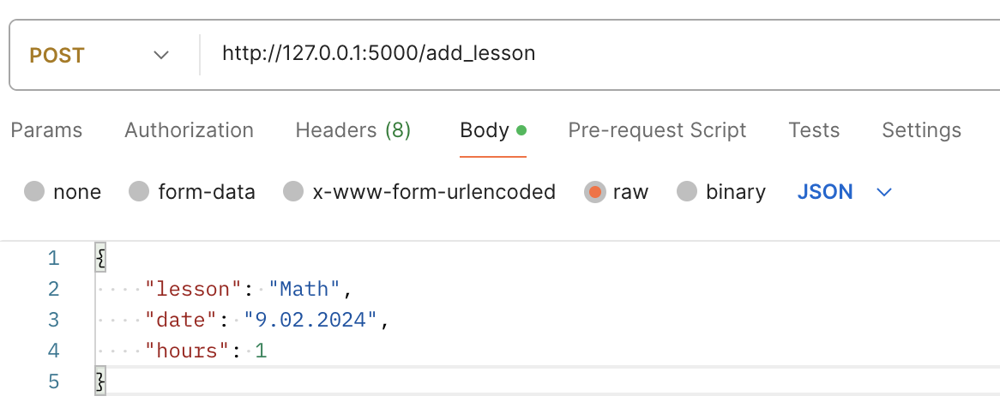 POST http://127.0.0.1:5000/add_lesson
Params Authorization Headers (8) Body Pre-request Script Tests Settings
none form-data x-www-form-urlencoded raw binary JSON
1 {
2 "lesson": "Math",
3 "date": "9.02.2024",
4 "hours": 1
5 }